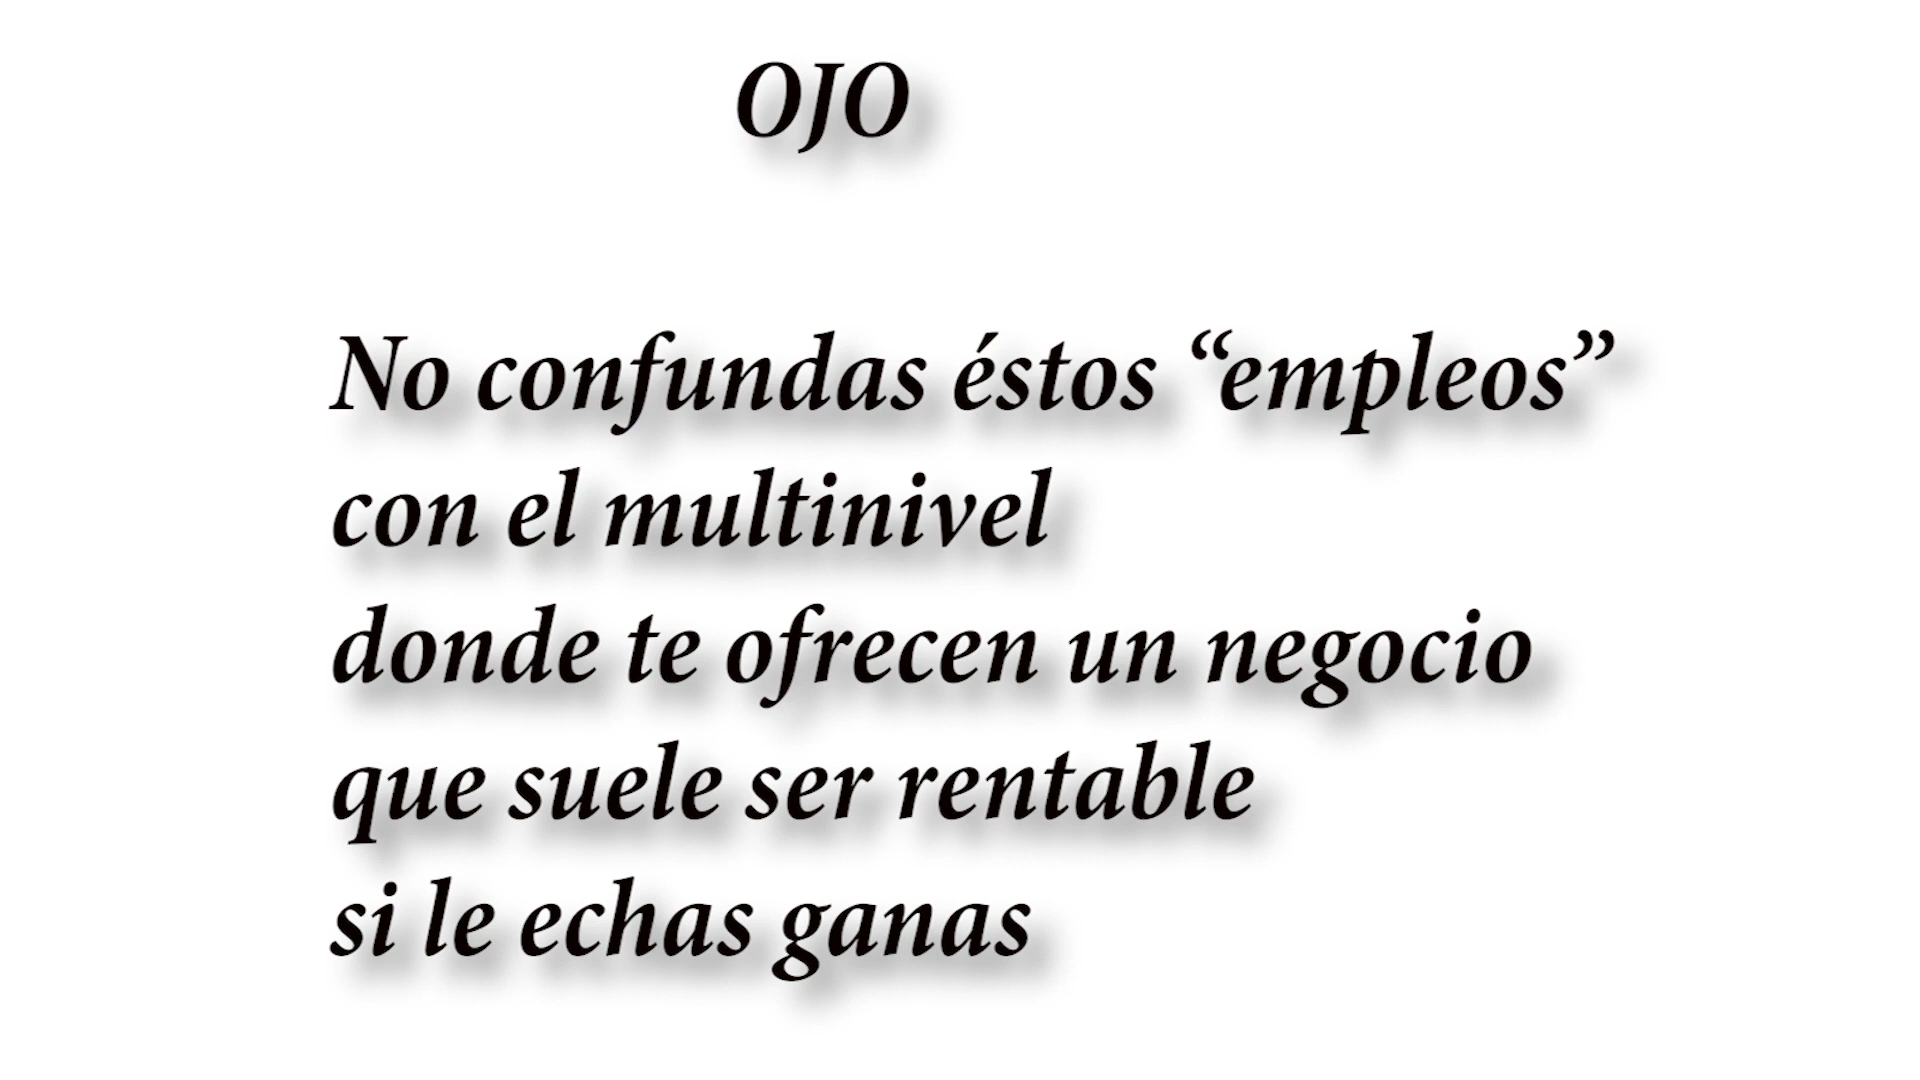 OJO
No confundas éstos “empleos”
con el multinivel
donde te ofrecen un negocio
que suele ser rentable
si le echas ganas